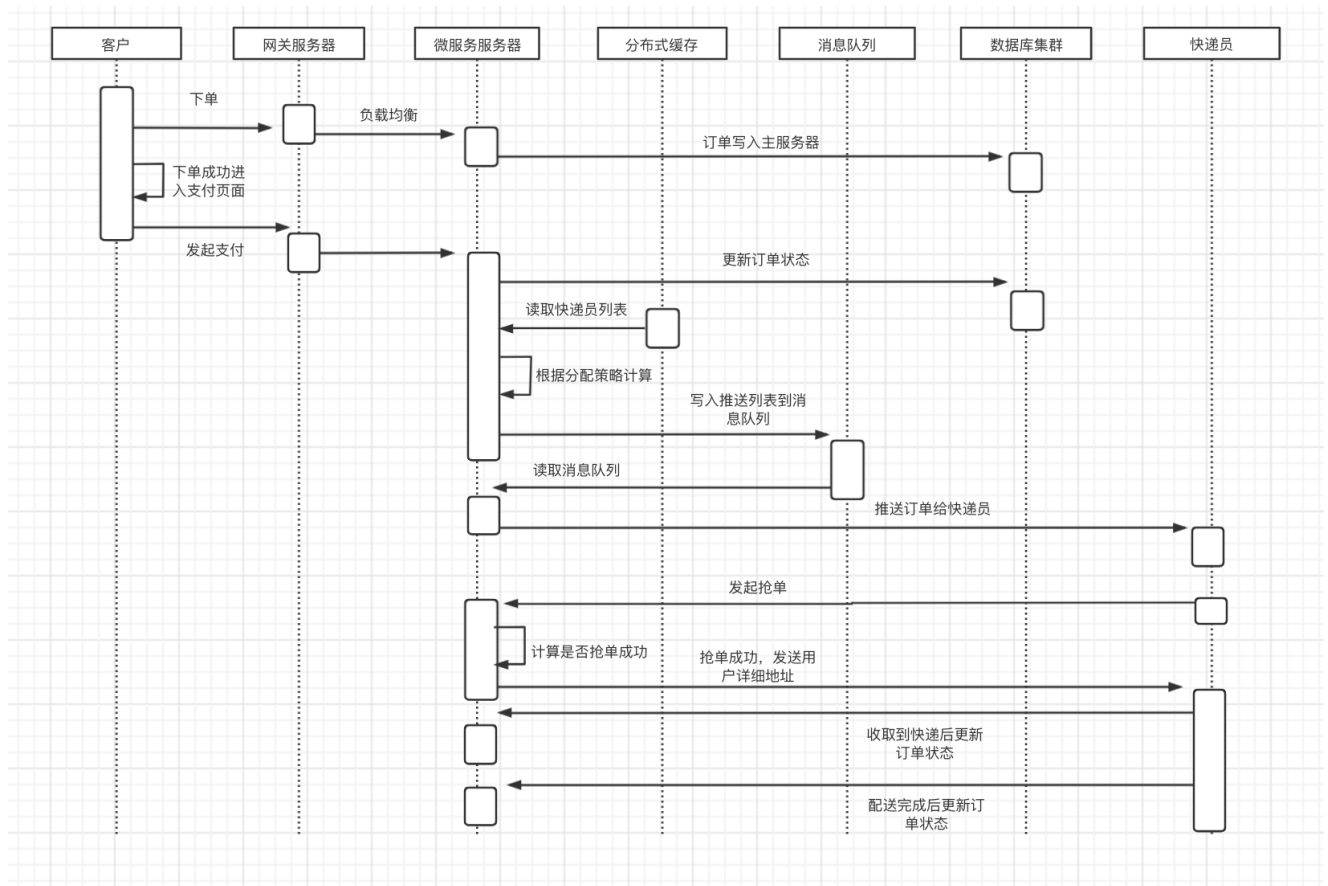 客户
网关服务器
微服务服务器
分布式缓存
消息队列
数据库集群
快递员
下单
负载均衡
订单写入主服务器
下单成功进
入支付页面
发起支付
更新订单状态
读取快递员列表
根据分配策略计算
写入推送列表到消
息队列
读取消息队列
推送订单给快递员
发起抢单
计算是否抢单成功
抢单成功，发送用
户详细地址
收取到快递后更新
订单状态
配送完成后更新订
单状态